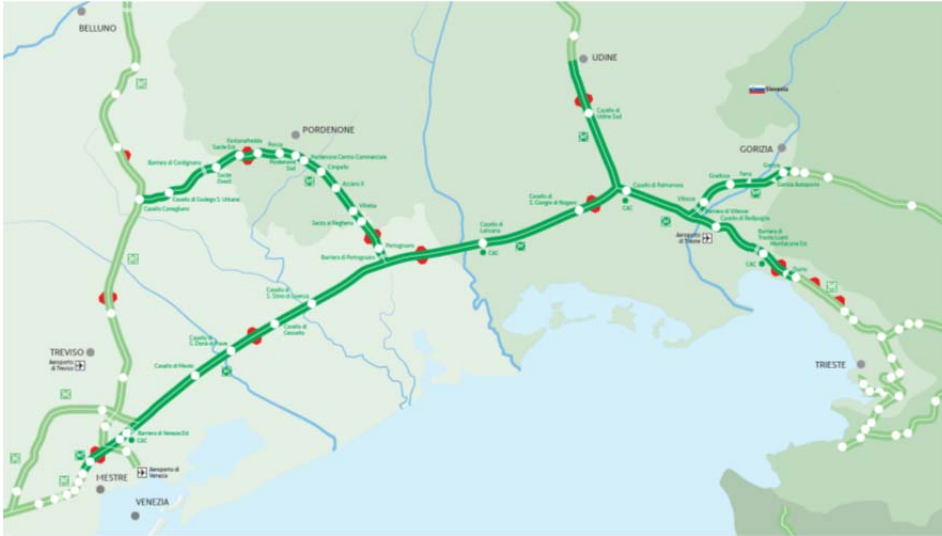 BELLUNO
UDINE
Casello di
Udine Sud
Slovenia
PORDENONE
GORIZIA
Fontanafredda
Sacile Est
Porcia
Pordenone
Sud
Pordenone Centro Commerciale
Cimpello
Azzano X
Villotta
Sesto al Reghena
Portogruaro
Barriera di Portogruaro
Barriera di Cordignano
Sacile
Ovest
Casello di Godega S. Urbano
Casello Conegliano
Casello di
S. Giorgio di Nogaro
Casello di Palmanova
CAC
Casello di
Latisana
CAC
Villesse
Gradisca
Farra
Gorizia
Gorizia Autoporto
Barriera di Villesse
Casello di Redipuglia
Aeroporto
di Trieste
Barriera di
Trieste Lisert
Monfalcone Est
CAC
Duino
Casello di
S. Stino di Livenza
Casello di
Cessalto
Casello di
S. Donà di Piave
Casello di Meolo
TREVISO
Aeroporto
di Treviso
TRIESTE
Barriera di Venezia Est
CAC
Aeroporto di
Venezia
MESTRE
VENEZIA